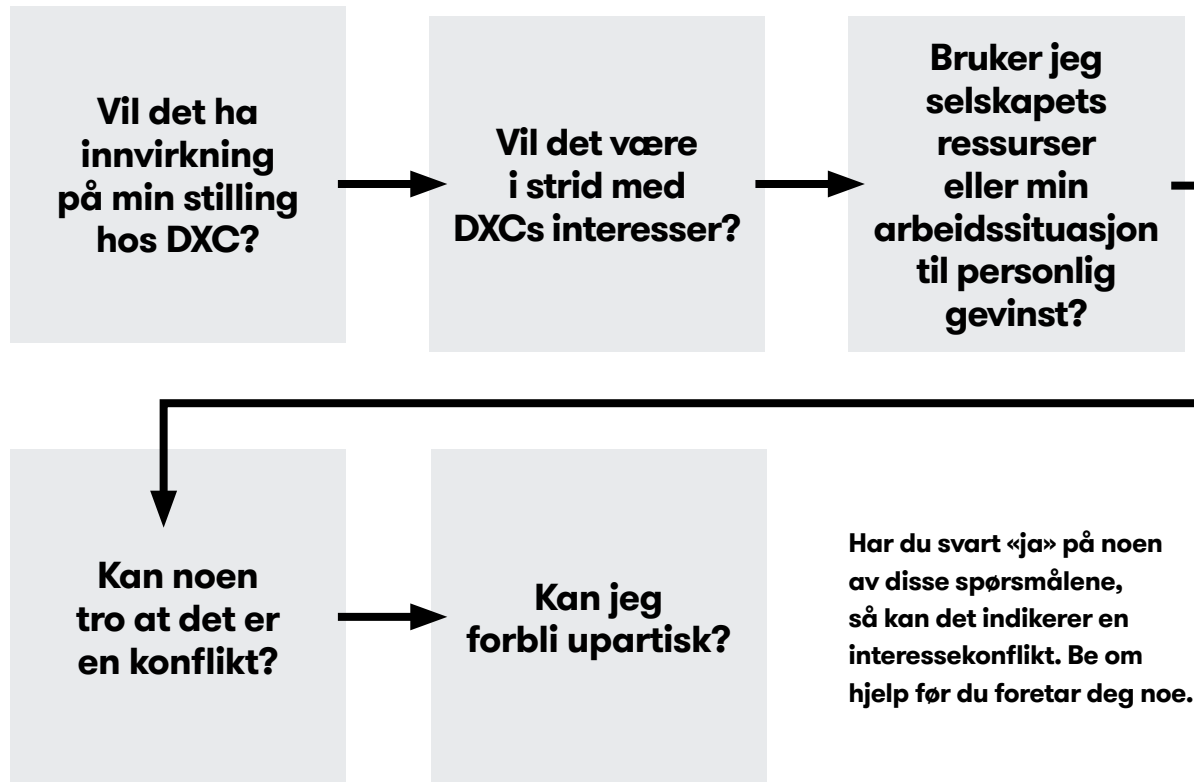 Vil det ha
innvirkning
på min stilling
hos DXC?
Vil det være
i strid med
DXCs interesser?
Bruker jeg
selskapets
ressurser
eller min
arbeidssituasjon
til personlig
gevinst?
Kan noen
tro at det er
en konflikt?
Kan jeg
forbli upartisk?
Har du svart «ja» på noen
av disse spørsmålene,
så kan det indikerer en
interessekonflikt. Be om
hjelp før du foretar deg noe.